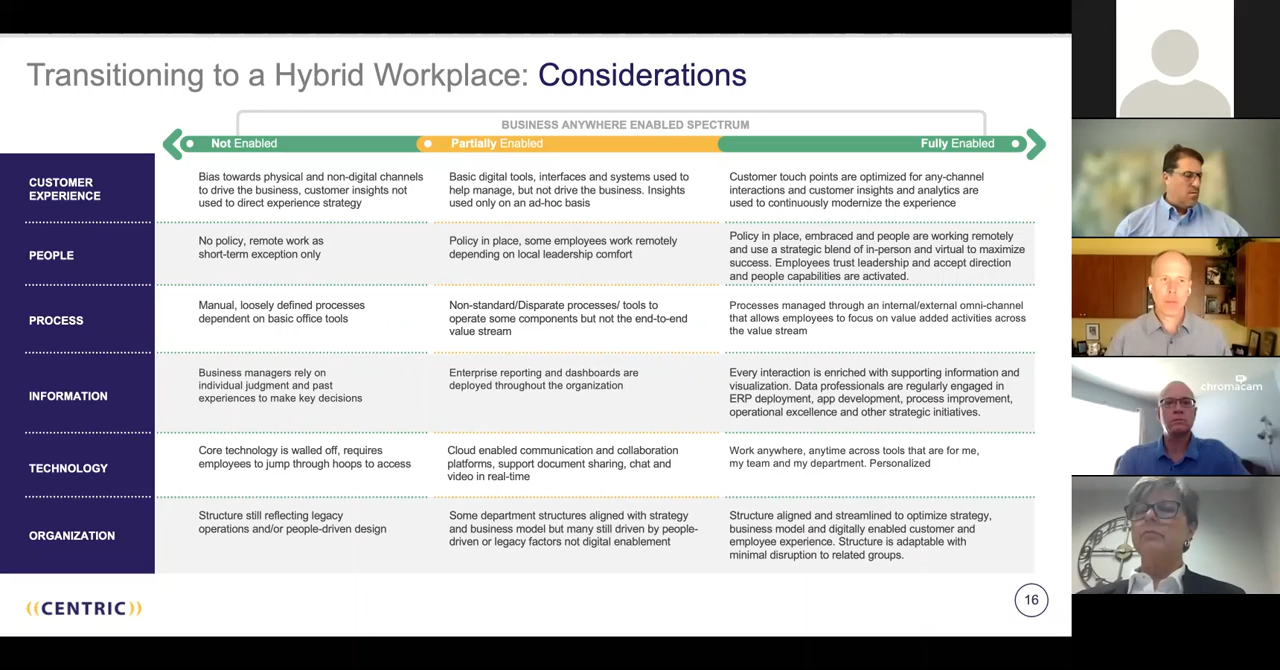 Transitioning to a Hybrid Workplace: Considerations
BUSINESS ANYWHERE ENABLED SPECTRUM
Not Enabled
Partially Enabled
Fully Enabled
CUSTOMER
EXPERIENCE
Bias towards physical and non-digital channels
to drive the business, customer insights not
used to direct experience strategy
Basic digital tools, interfaces and systems used to
help manage, but not drive the business. Insights
used only on an ad-hoc basis
Customer touch points are optimized for any-channel
interactions and customer insights and analytics are
used to continuously modernize the experience
PEOPLE
No policy, remote work as
short-term exception only
Policy in place, some employees work remotely
depending on local leadership comfort
Policy in place, embraced and people are working remotely
and use a strategic blend of in-person and virtual to maximize
success. Employees trust leadership and accept direction
and people capabilities are activated.
PROCESS
Manual, loosely defined processes
dependent on basic office tools
Non-standard/Disparate processes/ tools to
operate some components but not the end-to-end
value stream
Processes managed through an internal/external omni-channel
that allows employees to focus on value added activities across
the value stream
INFORMATION
Business managers rely on
individual judgment and past
experiences to make key decisions
Enterprise reporting and dashboards are
deployed throughout the organization
Every interaction is enriched with supporting information and
visualization. Data professionals are regularly engaged in
ERP deployment, app development, process improvement,
operational excellence and other strategic initiatives.
TECHNOLOGY
Core technology is walled off, requires
employees to jump through hoops to access
Cloud enabled communication and collaboration
platforms, support document sharing, chat and
video in real-time
Work anywhere, anytime across tools that are for me,
my team and my department. Personalized
ORGANIZATION
Structure still reflecting legacy
operations and/or people-driven design
Some department structures aligned with strategy
and business model but many still driven by people-
driven or legacy factors not digital enablement
Structure aligned and streamlined to optimize strategy,
business model and digitally enabled customer and
employee experience. Structure is adaptable with
minimal disruption to related groups.
((CENTRIC))
16
chromacam